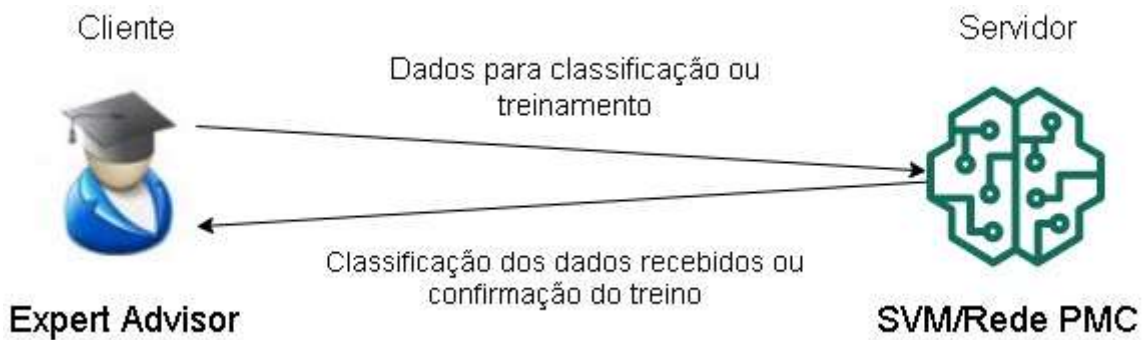 Cliente
Servidor
Dados para classificação ou
treinamento
Classificação dos dados recebidos ou
confirmação do treino
Expert Advisor
SVM/Rede PMC